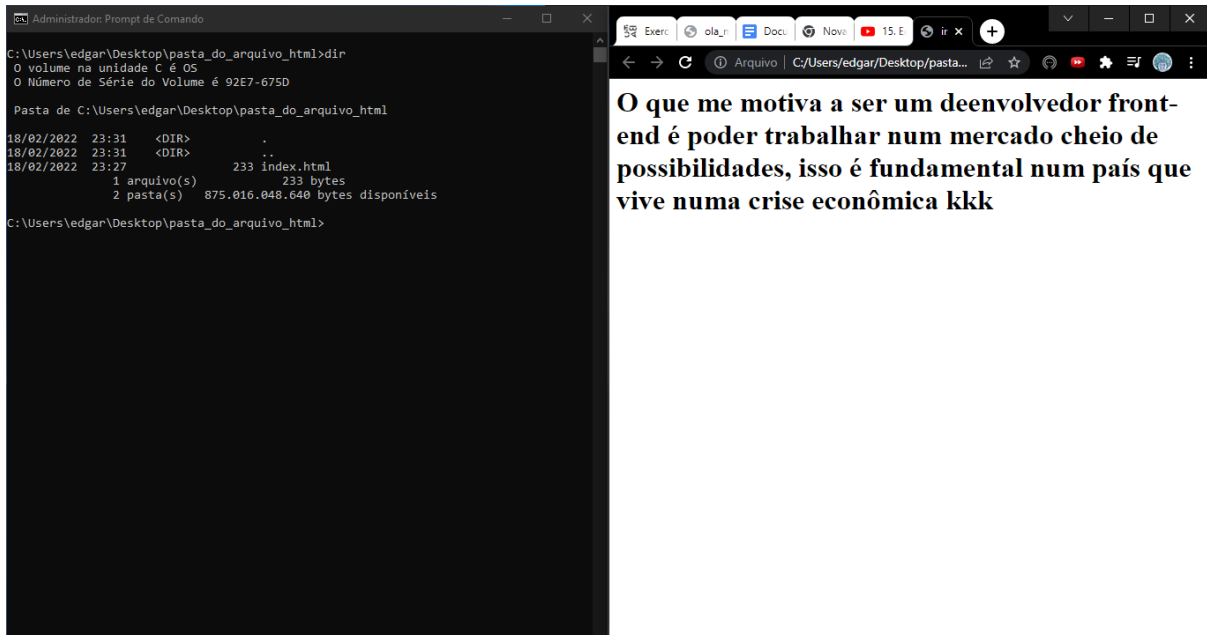 Administrador: Prompt de Comando
C:\Users\edgar\Desktop\pasta_do_arquivo_html>dir
O volume na unidade C é OS
O Número de Série do Volume é 92E7-675D
Pasta de C:\Users\edgar\Desktop\pasta_do_arquivo_html
18/02/2022 23:31 <DIR> .
18/02/2022 23:31 <DIR> ..
18/02/2022 23:27 233 index.html
1 arquivo(s) 233 bytes
2 pasta(s) 875.016.048.640 bytes disponíveis
C:\Users\edgar\Desktop\pasta_do_arquivo_html>
Exerc ola_n Docu Nova 15. E in
Arquivo | C:/Users/edgar/Desktop/pasta...
O que me motiva a ser um deenvolvedor front-
end é poder trabalhar num mercado cheio de
possibilidades, isso é fundamental num país que
vive numa crise econômica kkk